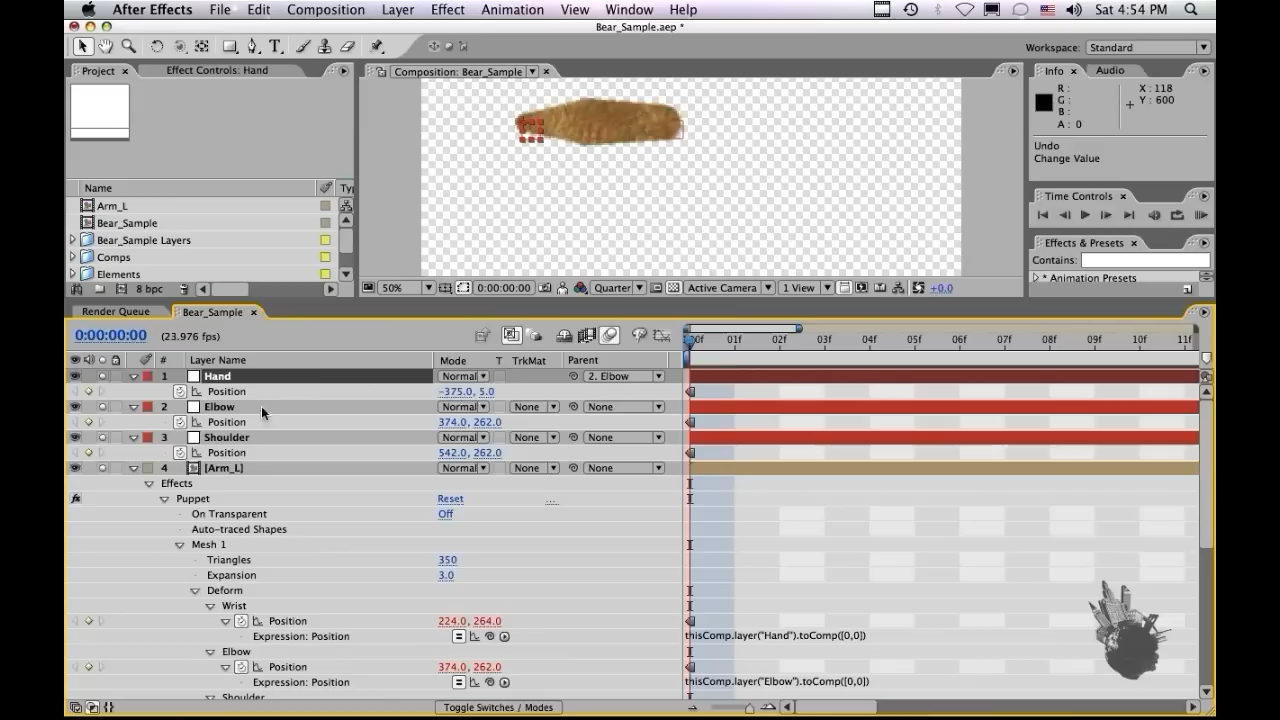 After Effects File Edit Composition Layer Effect Animation View Window Help Sat 4:54 PM
Bear_Sample.aep *
Workspace: Standard
Project × Effect Controls: Hand
Composition: Bear_Sample ×
Info × Audio
R :
G :
B :
A : 0
X : 118
Y : 600
Undo
Change Value
Name
Arm_L
Bear_Sample
Bear_Sample Layers
Comps
Elements
8 bpc
Time Controls ×
Effects & Presets ×
Contains:
* Animation Presets
50% 0:00:00:00 Quarter Active Camera 1 View +0.0
Render Queue Bear_Sample ×
0:00:00:00 (23.976 fps)
01f 02f 03f 04f 05f 06f 07f 08f 09f 10f 11f
# Layer Name Mode T TrkMat Parent
1 Hand Normal 2. Elbow
Position -375.0, 5.0
2 Elbow Normal None None
Position 374.0, 262.0
3 Shoulder Normal None None
Position 542.0, 262.0
4 [Arm_L] Normal None None
Effects
fx Puppet Reset ...
On Transparent Off
Auto-traced Shapes
Mesh 1
Triangles 350
Expansion 3.0
Deform
Wrist
Position 224.0, 264.0
Expression: Position thisComp.layer("Hand").toComp([0,0])
Elbow
Position 374.0, 262.0
Expression: Position thisComp.layer("Elbow").toComp([0,0])
Shoulder
Toggle Switches / Modes